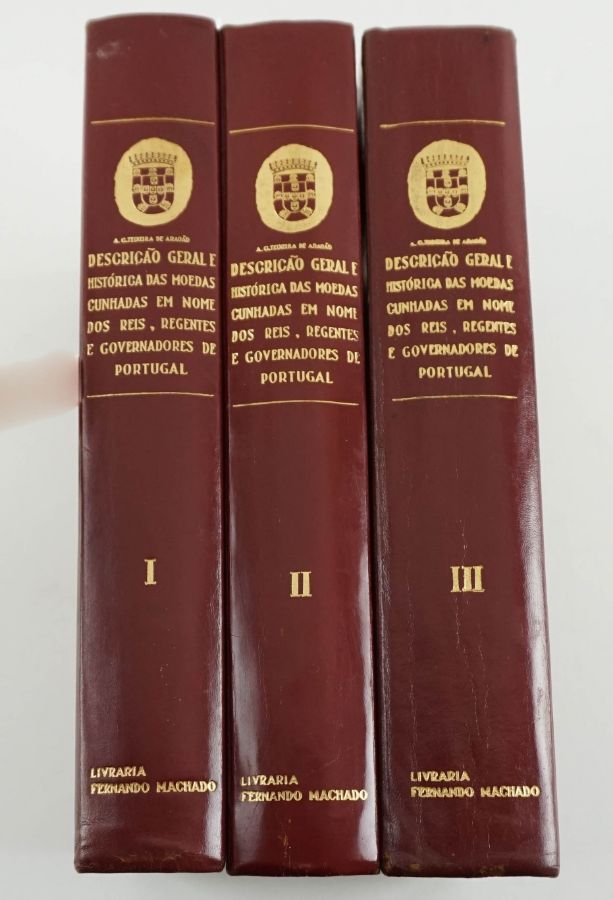 A. C. TEIXEIRA DE ARAGÃO
DESCRIÇÃO GERAL E
HISTÓRICA DAS MOEDAS
CUNHADAS EM NOME
DOS REIS, REGENTES
E GOVERNADORES DE
PORTUGAL
I
LIVRARIA
FERNANDO MACHADO
A. C. TEIXEIRA DE ARAGÃO
DESCRIÇÃO GERAL E
HISTÓRICA DAS MOEDAS
CUNHADAS EM NOME
DOS REIS, REGENTES
E GOVERNADORES DE
PORTUGAL
II
LIVRARIA
FERNANDO MACHADO
A. C. TEIXEIRA DE ARAGÃO
DESCRIÇÃO GERAL E
HISTÓRICA DAS MOEDAS
CUNHADAS EM NOME
DOS REIS, REGENTES
E GOVERNADORES DE
PORTUGAL
III
LIVRARIA
FERNANDO MACHADO